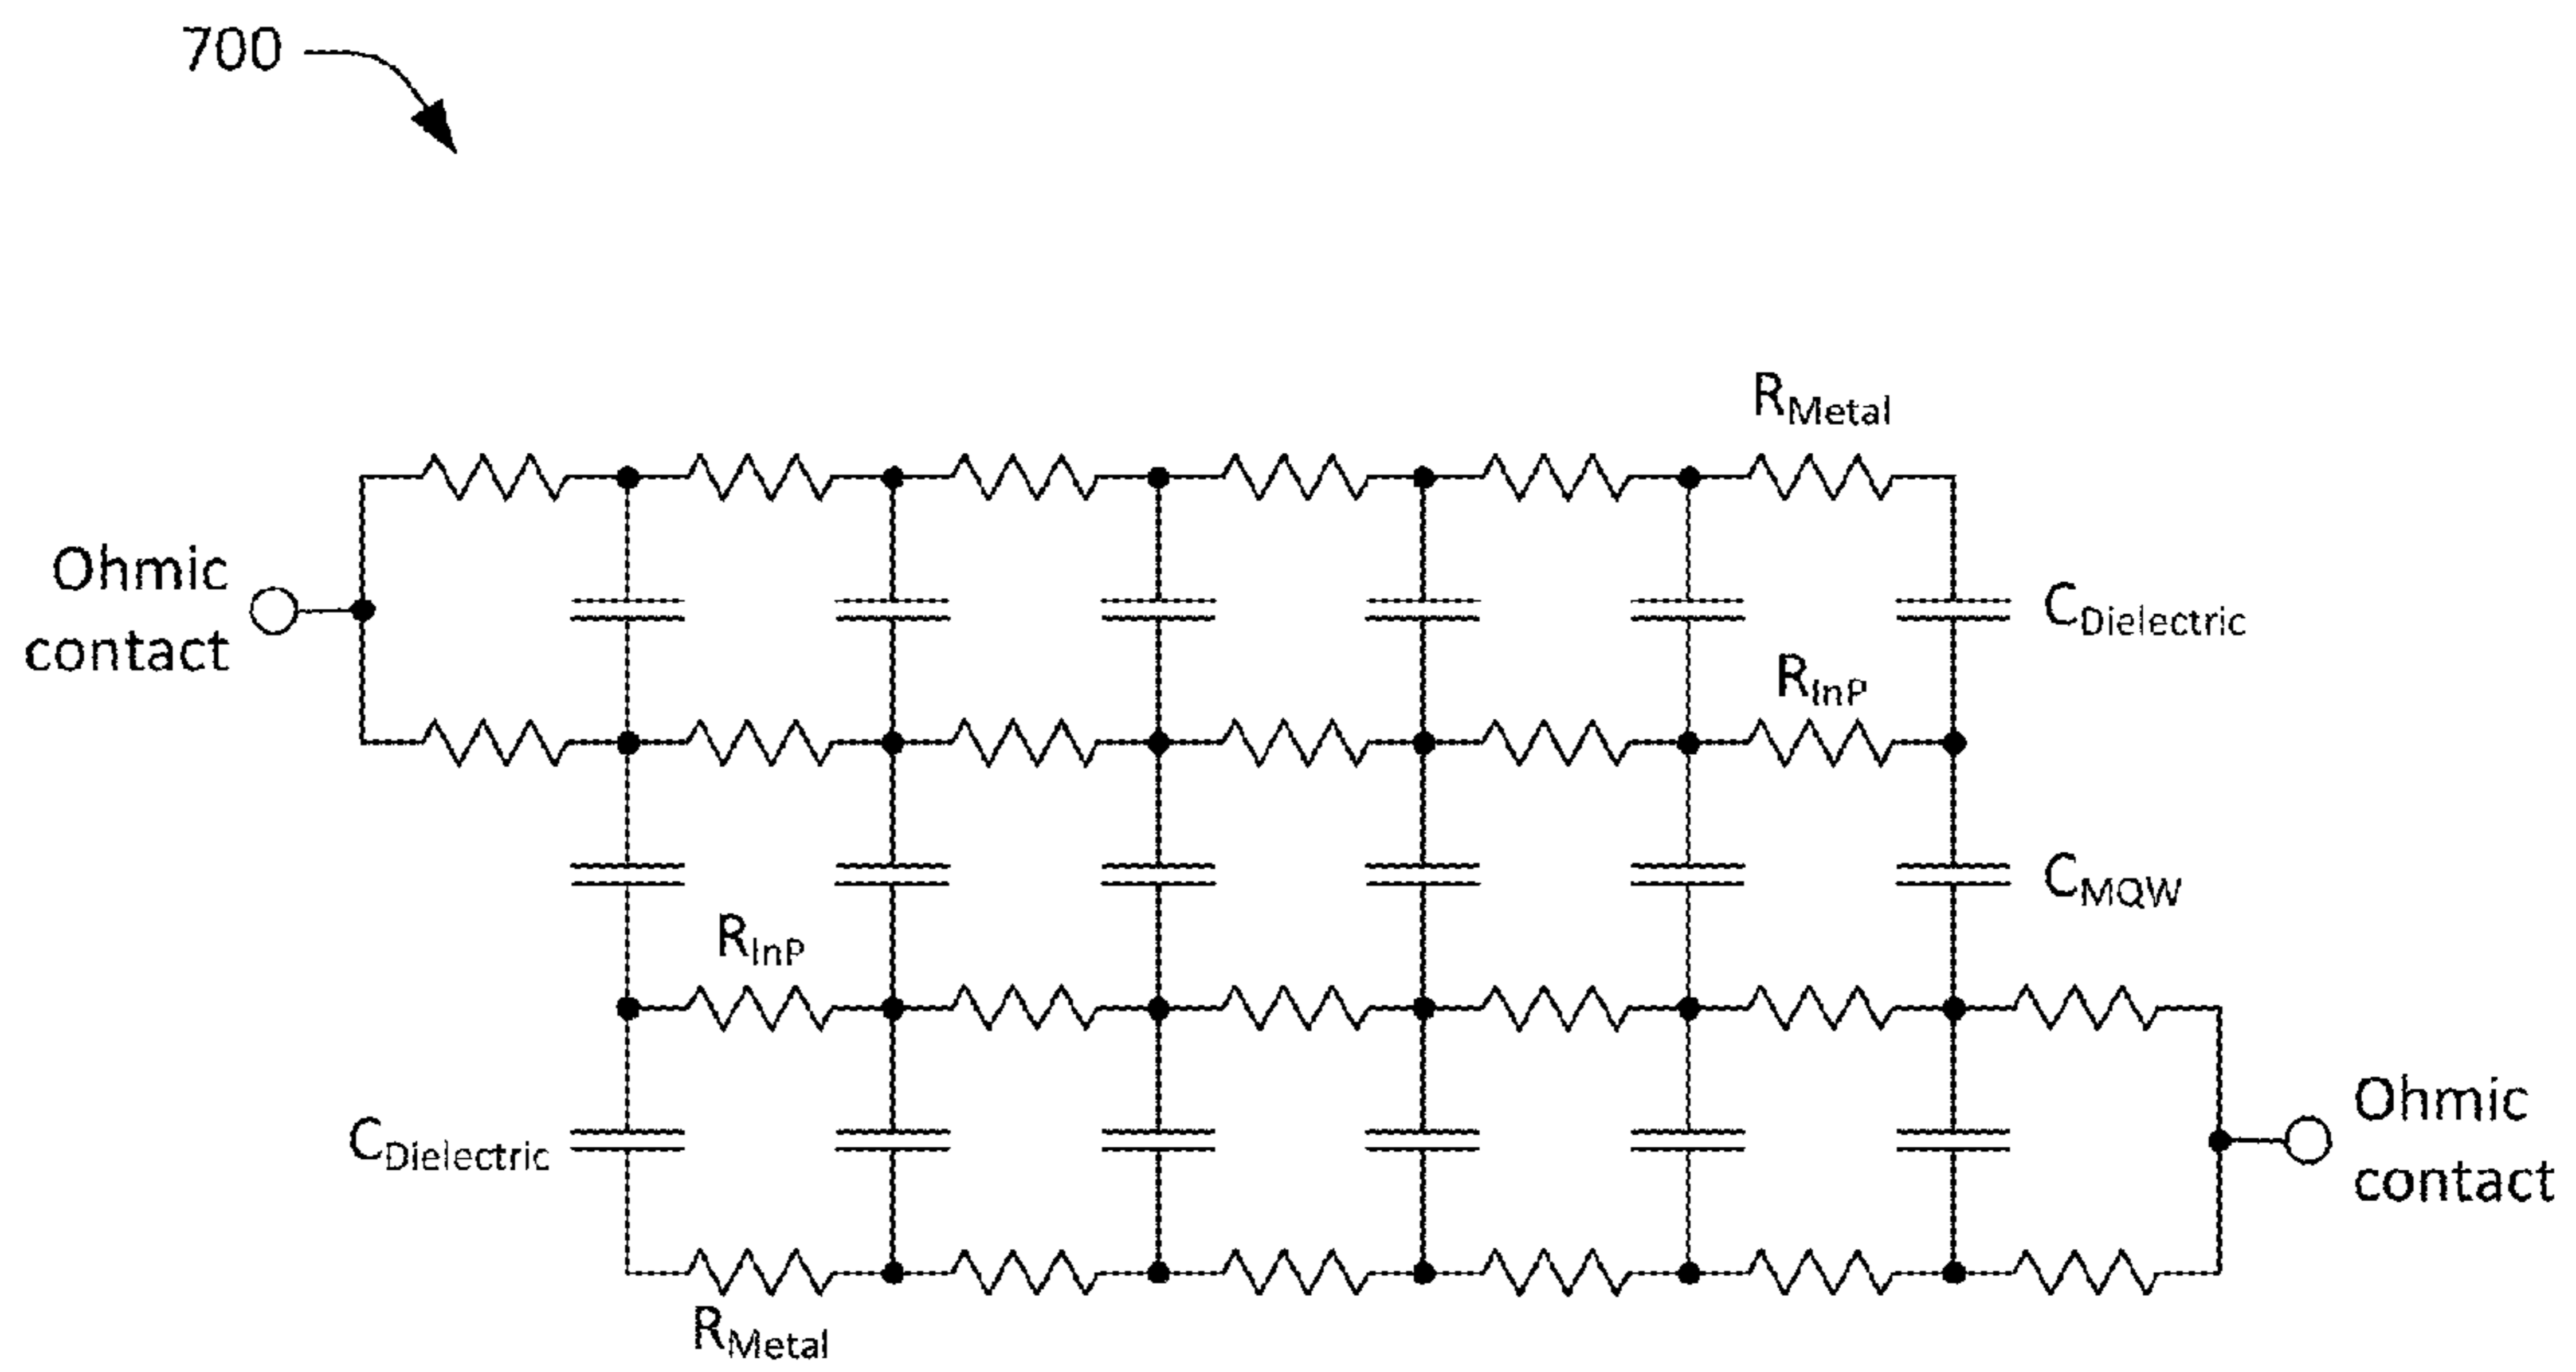 700
R_Metal
Ohmic
contact
C_Dielectric
R_InP
C_MQW
R_InP
C_Dielectric
Ohmic
contact
R_Metal